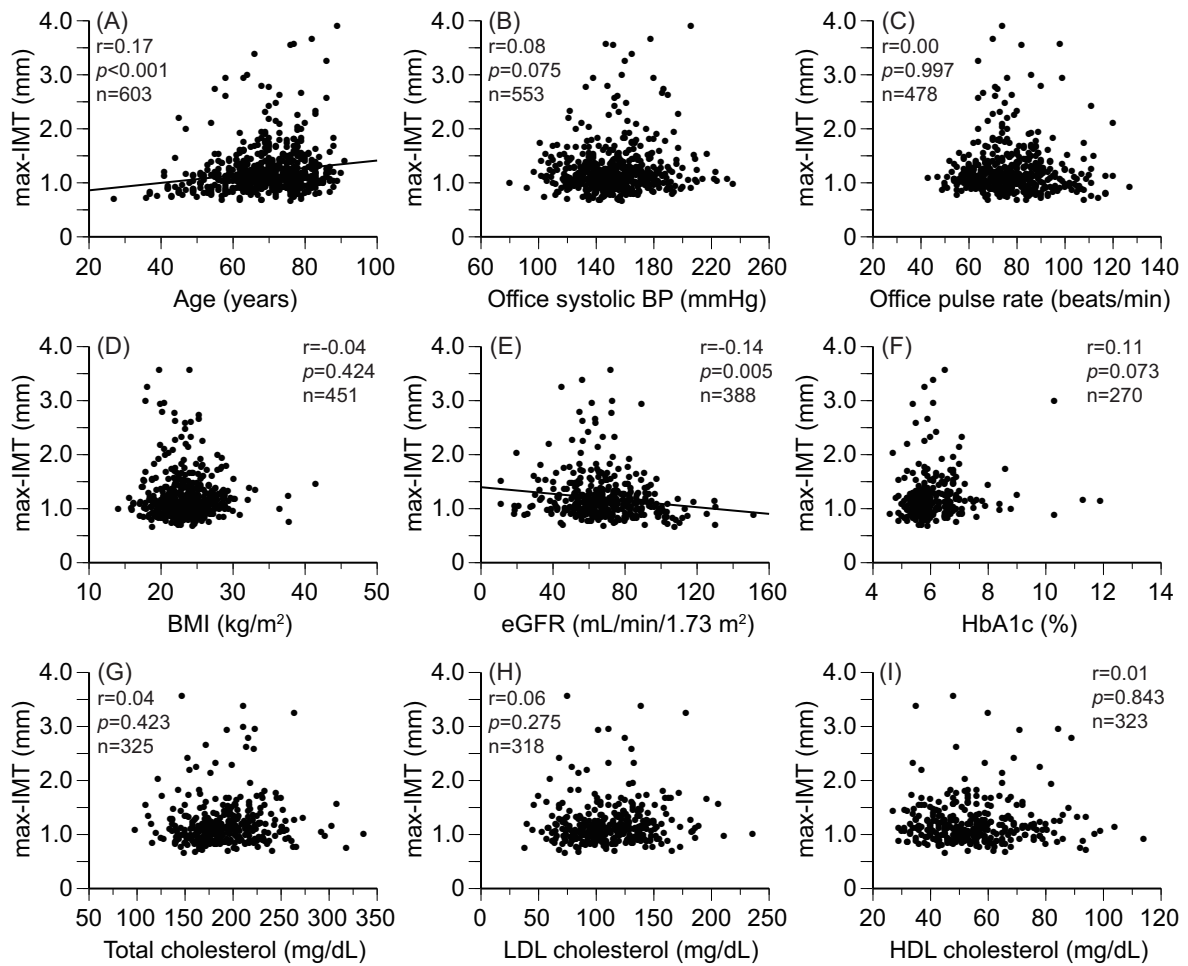 (A)
r=0.17
p<0.001
n=603
max-IMT (mm)
4.0
3.0
2.0
1.0
0
20 40 60 80 100
Age (years)
(B)
r=0.08
p=0.075
n=553
max-IMT (mm)
4.0
3.0
2.0
1.0
0
60 100 140 180 220 260
Office systolic BP (mmHg)
(C)
r=0.00
p=0.997
n=478
max-IMT (mm)
4.0
3.0
2.0
1.0
0
20 40 60 80 100 120 140
Office pulse rate (beats/min)
(D)
r=-0.04
p=0.424
n=451
max-IMT (mm)
4.0
3.0
2.0
1.0
0
10 20 30 40 50
BMI (kg/m²)
(E)
r=-0.14
p=0.005
n=388
max-IMT (mm)
4.0
3.0
2.0
1.0
0
0 40 80 120 160
eGFR (mL/min/1.73 m²)
(F)
r=0.11
p=0.073
n=270
max-IMT (mm)
4.0
3.0
2.0
1.0
0
4 6 8 10 12 14
HbA1c (%)
(G)
r=0.04
p=0.423
n=325
max-IMT (mm)
4.0
3.0
2.0
1.0
0
50 100 150 200 250 300 350
Total cholesterol (mg/dL)
(H)
r=0.06
p=0.275
n=318
max-IMT (mm)
4.0
3.0
2.0
1.0
0
0 50 100 150 200 250
LDL cholesterol (mg/dL)
(I)
r=0.01
p=0.843
n=323
max-IMT (mm)
4.0
3.0
2.0
1.0
0
20 40 60 80 100 120
HDL cholesterol (mg/dL)